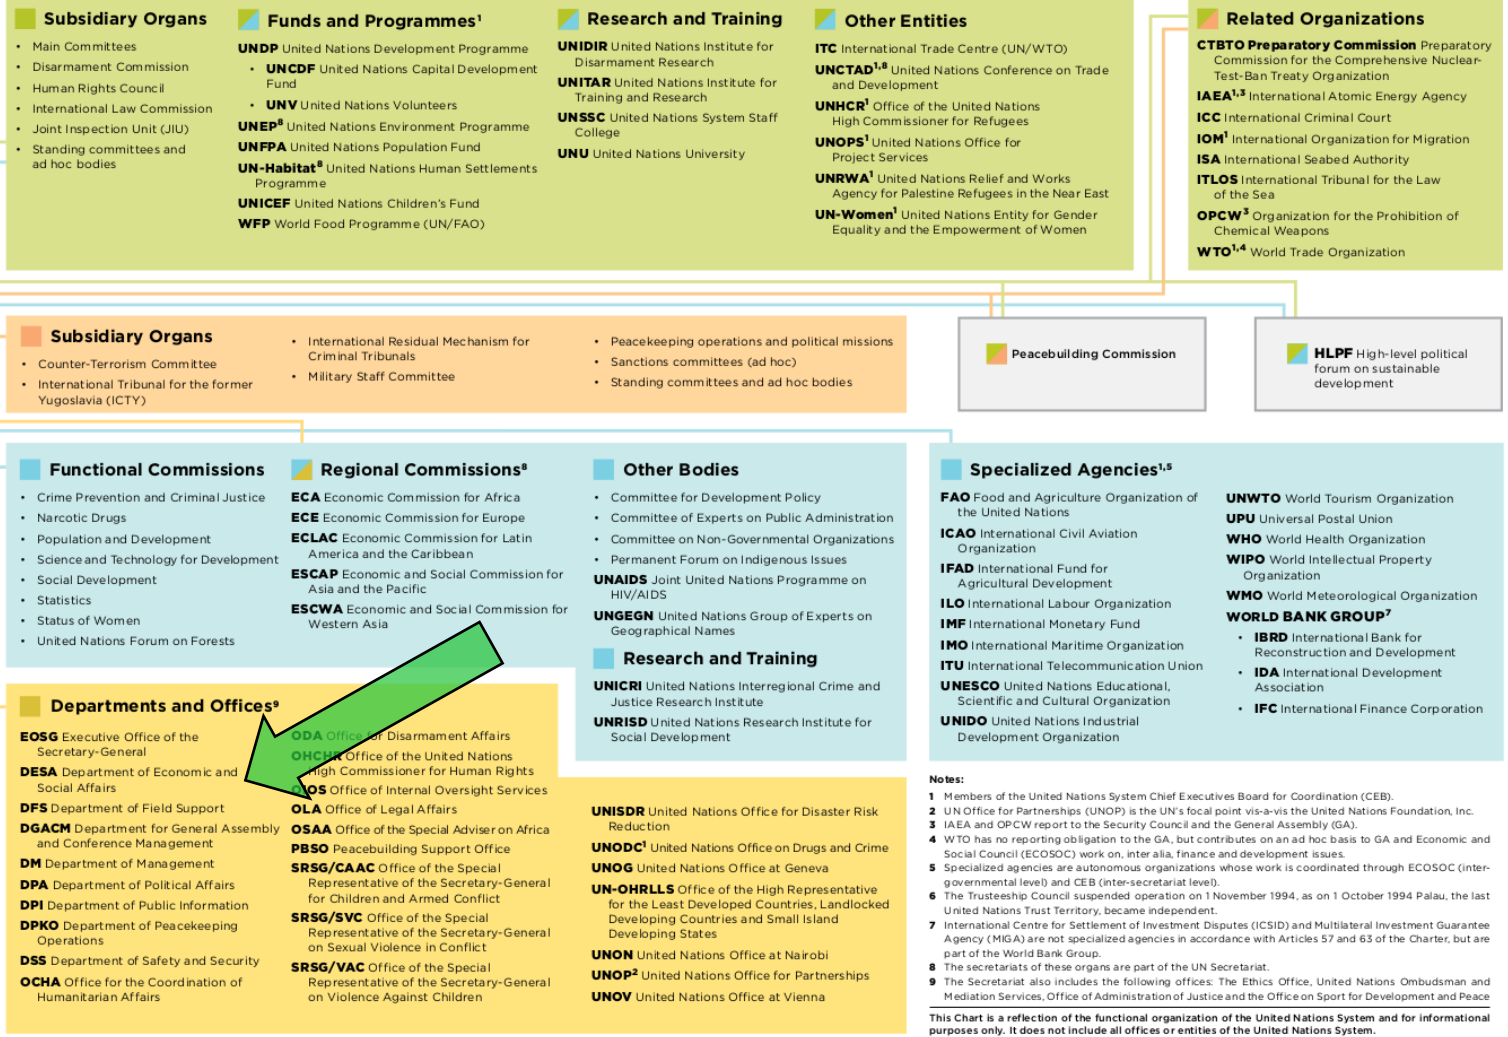 Subsidiary Organs
• Main Committees
• Disarmament Commission
• Human Rights Council
• International Law Commission
• Joint Inspection Unit (JIU)
• Standing committees and
ad hoc bodies
Funds and Programmes¹
UNDP United Nations Development Programme
• UNCDF United Nations Capital Development
Fund
• UNV United Nations Volunteers
UNEP⁸ United Nations Environment Programme
UNFPA United Nations Population Fund
UN-Habitat⁸ United Nations Human Settlements
Programme
UNICEF United Nations Children's Fund
WFP World Food Programme (UN/FAO)
Research and Training
UNIDIR United Nations Institute for
Disarmament Research
UNITAR United Nations Institute for
Training and Research
UNSSC United Nations System Staff
College
UNU United Nations University
Other Entities
ITC International Trade Centre (UN/WTO)
UNCTAD¹,⁸ United Nations Conference on Trade
and Development
UNHCR¹ Office of the United Nations
High Commissioner for Refugees
UNOPS¹ United Nations Office for
Project Services
UNRWA¹ United Nations Relief and Works
Agency for Palestine Refugees in the Near East
UN-Women¹ United Nations Entity for Gender
Equality and the Empowerment of Women
Related Organizations
CTBTO Preparatory Commission Preparatory
Commission for the Comprehensive Nuclear-
Test-Ban Treaty Organization
IAEA¹,³ International Atomic Energy Agency
ICC International Criminal Court
IOM¹ International Organization for Migration
ISA International Seabed Authority
ITLOS International Tribunal for the Law
of the Sea
OPCW³ Organization for the Prohibition of
Chemical Weapons
WTO¹,⁴ World Trade Organization
Subsidiary Organs
• Counter-Terrorism Committee
• International Tribunal for the former
Yugoslavia (ICTY)
• International Residual Mechanism for
Criminal Tribunals
• Military Staff Committee
• Peacekeeping operations and political missions
• Sanctions committees (ad hoc)
• Standing committees and ad hoc bodies
Peacebuilding Commission
HLPF High-level political
forum on sustainable
development
Functional Commissions
• Crime Prevention and Criminal Justice
• Narcotic Drugs
• Population and Development
• Science and Technology for Development
• Social Development
• Statistics
• Status of Women
• United Nations Forum on Forests
Regional Commissions⁸
ECA Economic Commission for Africa
ECE Economic Commission for Europe
ECLAC Economic Commission for Latin
America and the Caribbean
ESCAP Economic and Social Commission for
Asia and the Pacific
ESCWA Economic and Social Commission for
Western Asia
Other Bodies
• Committee for Development Policy
• Committee of Experts on Public Administration
• Committee on Non-Governmental Organizations
• Permanent Forum on Indigenous Issues
UNAIDS Joint United Nations Programme on
HIV/AIDS
UNGEGN United Nations Group of Experts on
Geographical Names
Research and Training
UNICRI United Nations Interregional Crime and
Justice Research Institute
UNRISD United Nations Research Institute for
Social Development
Specialized Agencies¹,⁵
FAO Food and Agriculture Organization of
the United Nations
ICAO International Civil Aviation
Organization
IFAD International Fund for
Agricultural Development
ILO International Labour Organization
IMF International Monetary Fund
IMO International Maritime Organization
ITU International Telecommunication Union
UNESCO United Nations Educational,
Scientific and Cultural Organization
UNIDO United Nations Industrial
Development Organization
UNWTO World Tourism Organization
UPU Universal Postal Union
WHO World Health Organization
WIPO World Intellectual Property
Organization
WMO World Meteorological Organization
WORLD BANK GROUP⁷
• IBRD International Bank for
Reconstruction and Development
• IDA International Development
Association
• IFC International Finance Corporation
Departments and Offices⁹
EOSG Executive Office of the
Secretary-General
DESA Department of Economic and
Social Affairs
DFS Department of Field Support
DGACM Department for General Assembly
and Conference Management
DM Department of Management
DPA Department of Political Affairs
DPI Department of Public Information
DPKO Department of Peacekeeping
Operations
DSS Department of Safety and Security
OCHA Office for the Coordination of
Humanitarian Affairs
ODA Office for Disarmament Affairs
OHCHR Office of the United Nations
High Commissioner for Human Rights
OIOS Office of Internal Oversight Services
OLA Office of Legal Affairs
OSAA Office of the Special Adviser on Africa
PBSO Peacebuilding Support Office
SRSG/CAAC Office of the Special
Representative of the Secretary-General
for Children and Armed Conflict
SRSG/SVC Office of the Special
Representative of the Secretary-General
on Sexual Violence in Conflict
SRSG/VAC Office of the Special
Representative of the Secretary-General
on Violence Against Children
UNISDR United Nations Office for Disaster Risk
Reduction
UNODC¹ United Nations Office on Drugs and Crime
UNOG United Nations Office at Geneva
UN-OHRLLS Office of the High Representative
for the Least Developed Countries, Landlocked
Developing Countries and Small Island
Developing States
UNON United Nations Office at Nairobi
UNOP² United Nations Office for Partnerships
UNOV United Nations Office at Vienna
Notes:
1 Members of the United Nations System Chief Executives Board for Coordination (CEB).
2 UN Office for Partnerships (UNOP) is the UN's focal point vis-a-vis the United Nations Foundation, Inc.
3 IAEA and OPCW report to the Security Council and the General Assembly (GA).
4 WTO has no reporting obligation to the GA, but contributes on an ad hoc basis to GA and Economic and
Social Council (ECOSOC) work on, inter alia, finance and development issues.
5 Specialized agencies are autonomous organizations whose work is coordinated through ECOSOC (inter-
governmental level) and CEB (inter-secretariat level).
6 The Trusteeship Council suspended operation on 1 November 1994, as on 1 October 1994 Palau, the last
United Nations Trust Territory, became independent.
7 International Centre for Settlement of Investment Disputes (ICSID) and Multilateral Investment Guarantee
Agency (MIGA) are not specialized agencies in accordance with Articles 57 and 63 of the Charter, but are
part of the World Bank Group.
8 The secretariats of these organs are part of the UN Secretariat.
9 The Secretariat also includes the following offices: The Ethics Office, United Nations Ombudsman and
Mediation Services, Office of Administration of Justice and the Office on Sport for Development and Peace
This Chart is a reflection of the functional organization of the United Nations System and for informational
purposes only. It does not include all offices or entities of the United Nations System.